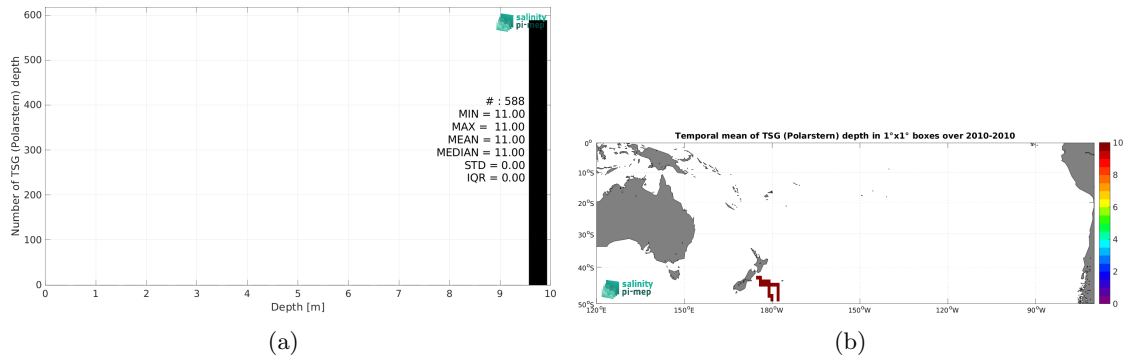 600
500
400
300
200
100
0
Number of TSG (Polarstern) depth
salinity
pi-mep
# : 588
MIN = 11.00
MAX = 11.00
MEAN = 11.00
MEDIAN = 11.00
STD = 0.00
IQR = 0.00
0 1 2 3 4 5 6 7 8 9 10
Depth [m]
(a)
Temporal mean of TSG (Polarstern) depth in 1°x1° boxes over 2010-2010
0°
10°S
20°S
30°S
40°S
50°S
salinity
pi-mep
120°E 150°E 180°W 150°W 120°W 90°W
10
8
6
4
2
0
(b)